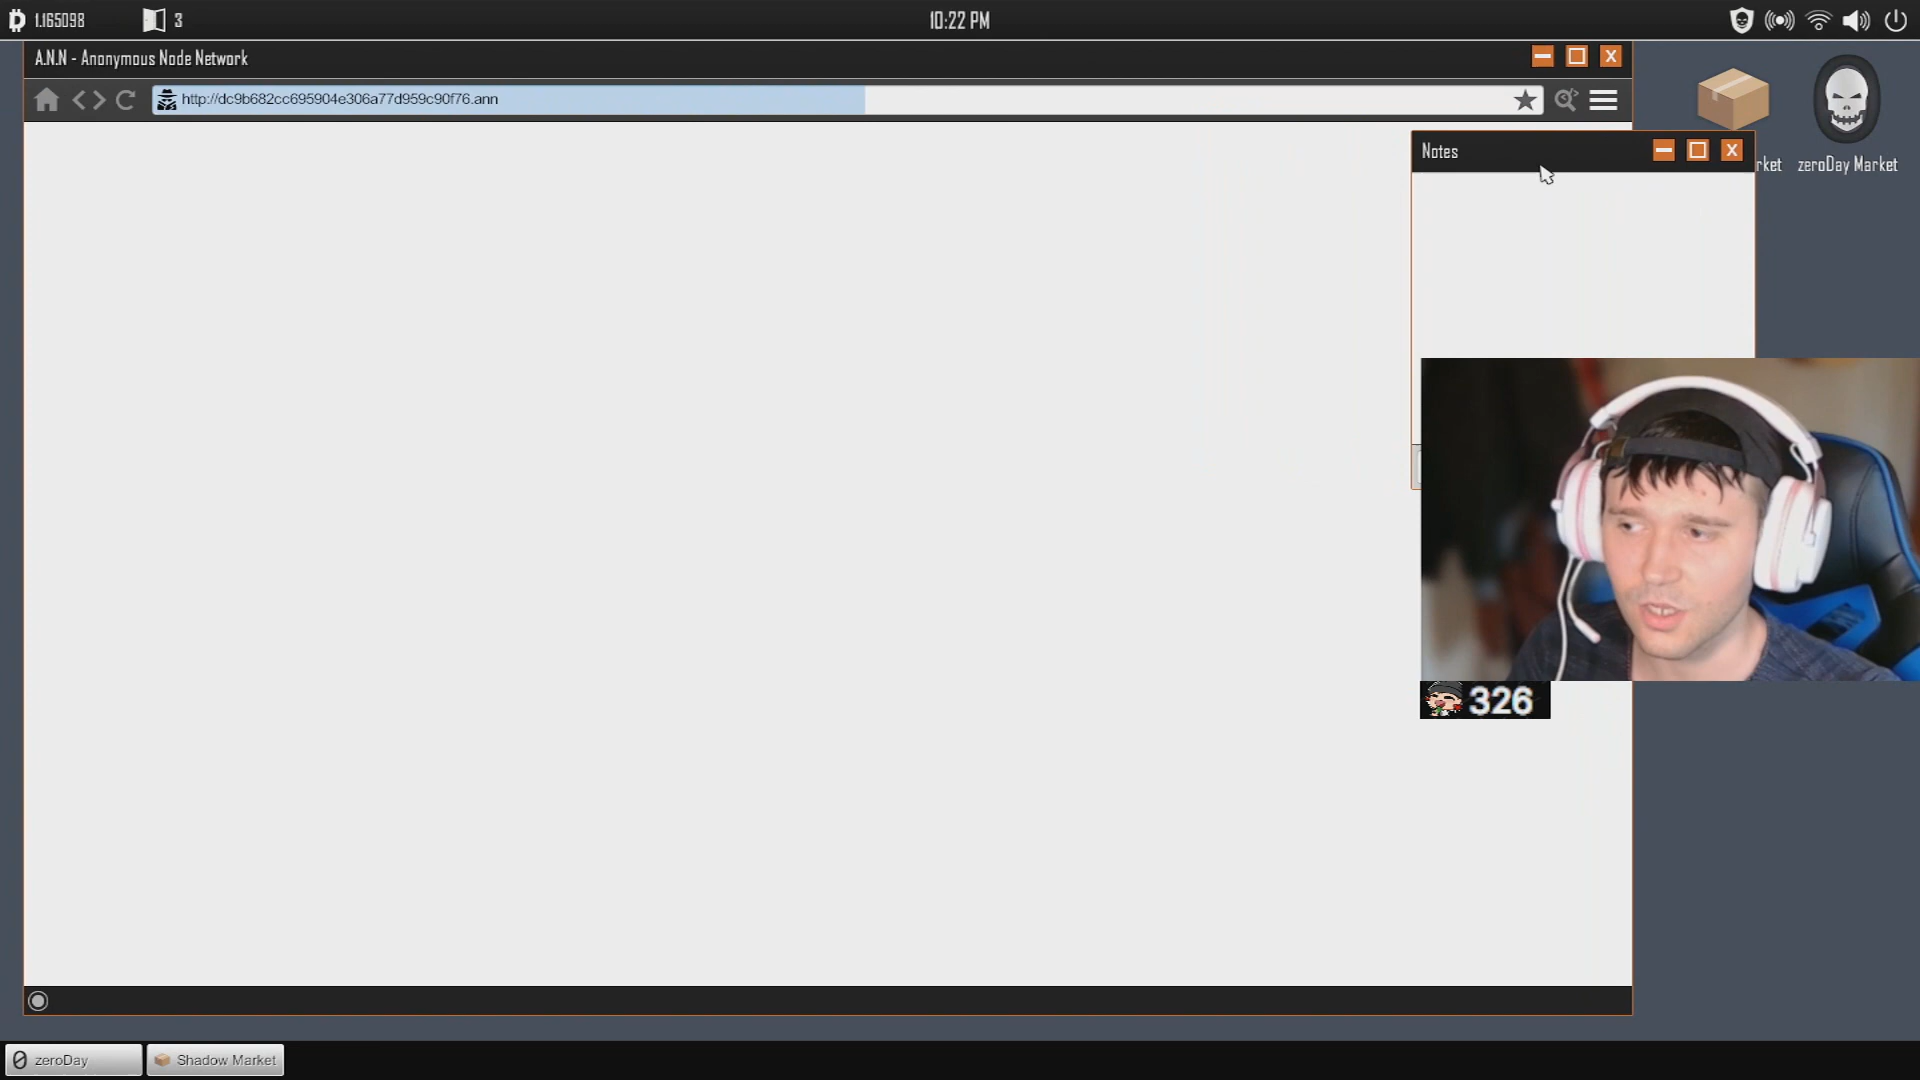 1.165098
3
10:22 PM
A.N.N - Anonymous Node Network
http://dc9b682cc695904e306a77d959c90f76.ann
Notes
rket
zeroDay Market
326
zeroDay
Shadow Market